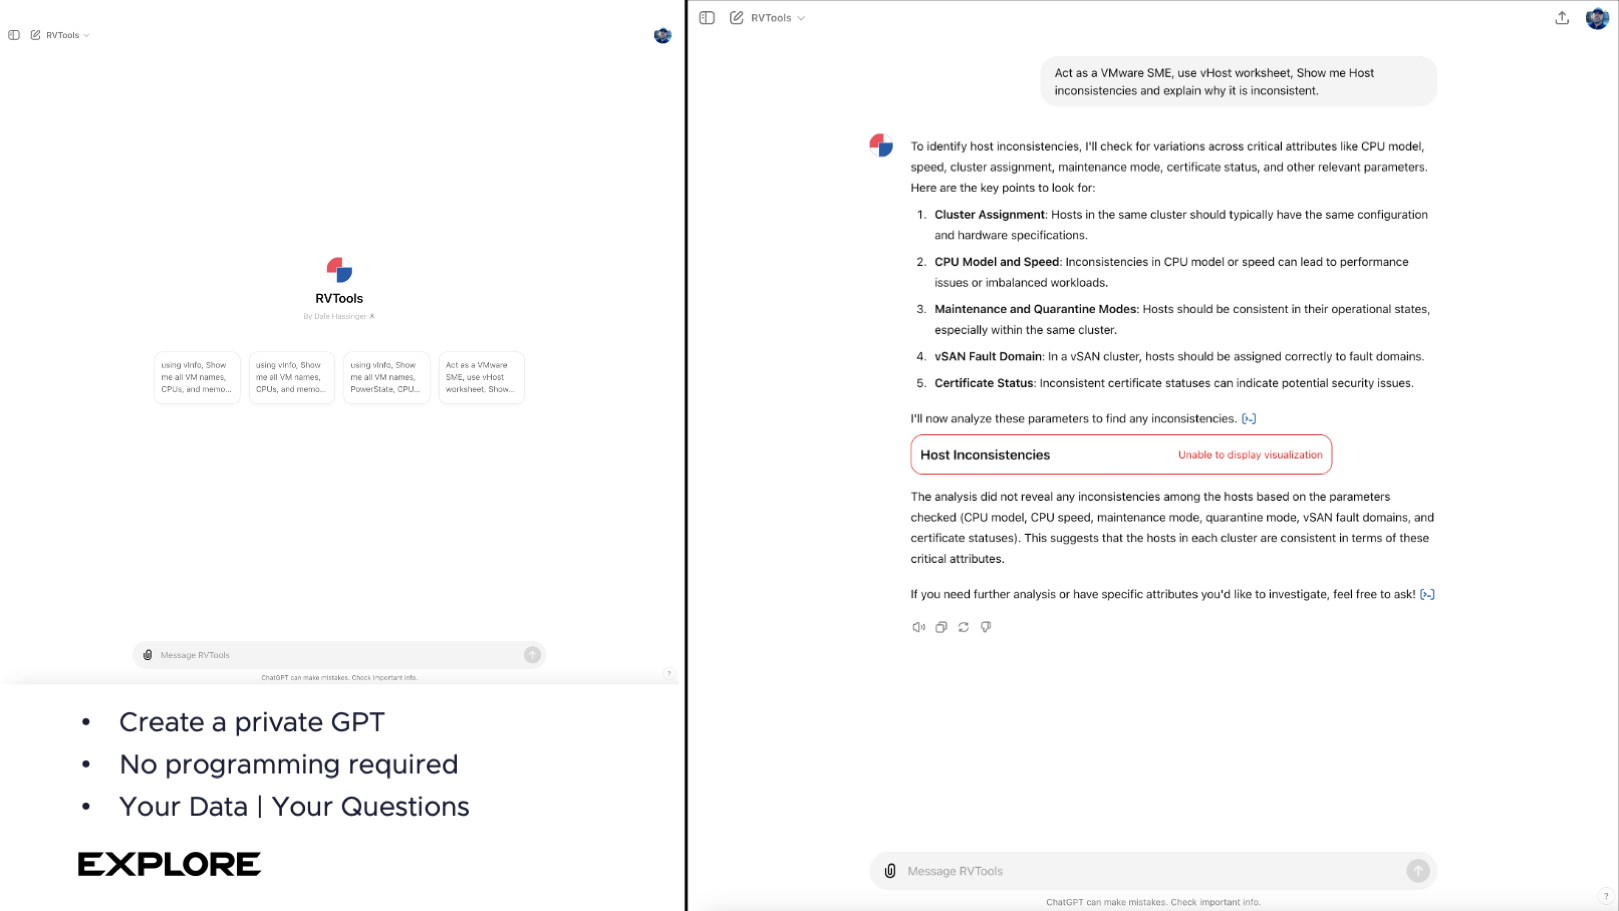 RVTools
RVTools
By Dale Hassinger
using vInfo, Show
me all VM names,
CPUs, and memo...
using vInfo, Show
me all VM names,
CPUs, and memo...
using vInfo, Show
me all VM names,
PowerState, CPU...
Act as a VMware
SME, use vHost
worksheet, Show...
Message RVTools
ChatGPT can make mistakes. Check important info.
?
• Create a private GPT
• No programming required
• Your Data | Your Questions
EXPLORE
RVTools
Act as a VMware SME, use vHost worksheet, Show me Host
inconsistencies and explain why it is inconsistent.
To identify host inconsistencies, I'll check for variations across critical attributes like CPU model,
speed, cluster assignment, maintenance mode, certificate status, and other relevant parameters.
Here are the key points to look for:
1. Cluster Assignment: Hosts in the same cluster should typically have the same configuration
and hardware specifications.
2. CPU Model and Speed: Inconsistencies in CPU model or speed can lead to performance
issues or imbalanced workloads.
3. Maintenance and Quarantine Modes: Hosts should be consistent in their operational states,
especially within the same cluster.
4. vSAN Fault Domain: In a vSAN cluster, hosts should be assigned correctly to fault domains.
5. Certificate Status: Inconsistent certificate statuses can indicate potential security issues.
I'll now analyze these parameters to find any inconsistencies. [>-]
Host Inconsistencies Unable to display visualization
The analysis did not reveal any inconsistencies among the hosts based on the parameters
checked (CPU model, CPU speed, maintenance mode, quarantine mode, vSAN fault domains, and
certificate statuses). This suggests that the hosts in each cluster are consistent in terms of these
critical attributes.
If you need further analysis or have specific attributes you'd like to investigate, feel free to ask! [>-]
Message RVTools
ChatGPT can make mistakes. Check important info.
?